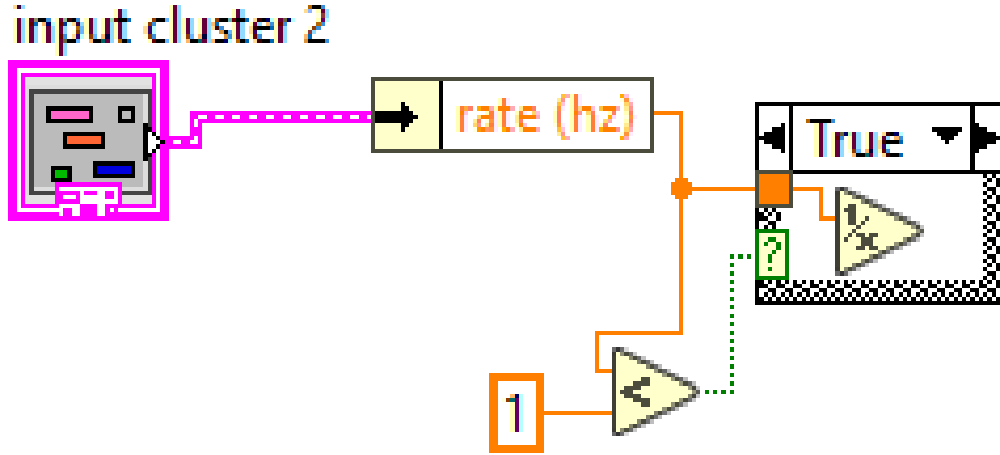 input cluster 2
rate (hz)
True
1/x
?
<
1